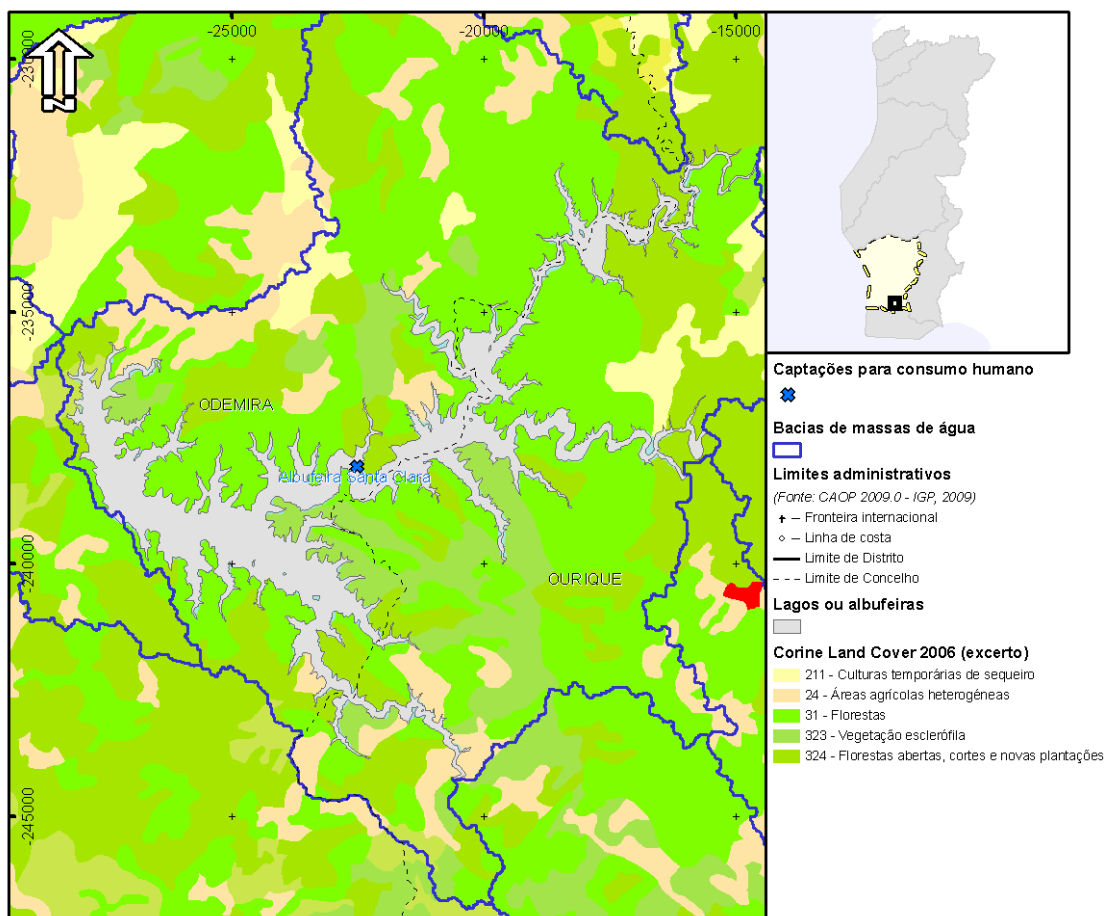 -25000
-20000
-15000
-230000
N
-235000
ODEMIRA
Albufeira Santa Clara
-240000
OURIQUE
-245000
Captações para consumo humano
Bacias de massas de água
Limites administrativos
(Fonte: CAOP 2009.0 - IGP, 2009)
Fronteira internacional
Linha de costa
Limite de Distrito
Limite de Concelho
Lagos ou albufeiras
Corine Land Cover 2006 (excerto)
211 - Culturas temporárias de sequeiro
24 - Áreas agrícolas heterogéneas
31 - Florestas
323 - Vegetação esclerófila
324 - Florestas abertas, cortes e novas plantações